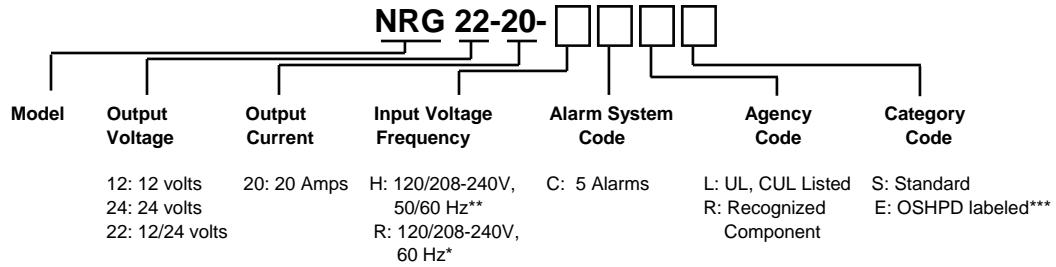 NRG 22-20-
Model Output Input Voltage Alarm System Agency Category
Output Voltage Current Frequency Code Code Code
12: 12 volts 20: 20 Amps H: 120/208-240V, C: 5 Alarms L: UL, CUL Listed S: Standard
24: 24 volts 50/60 Hz** R: Recognized E: OSHPD labeled***
22: 12/24 volts R: 120/208-240V, Component
60 Hz*